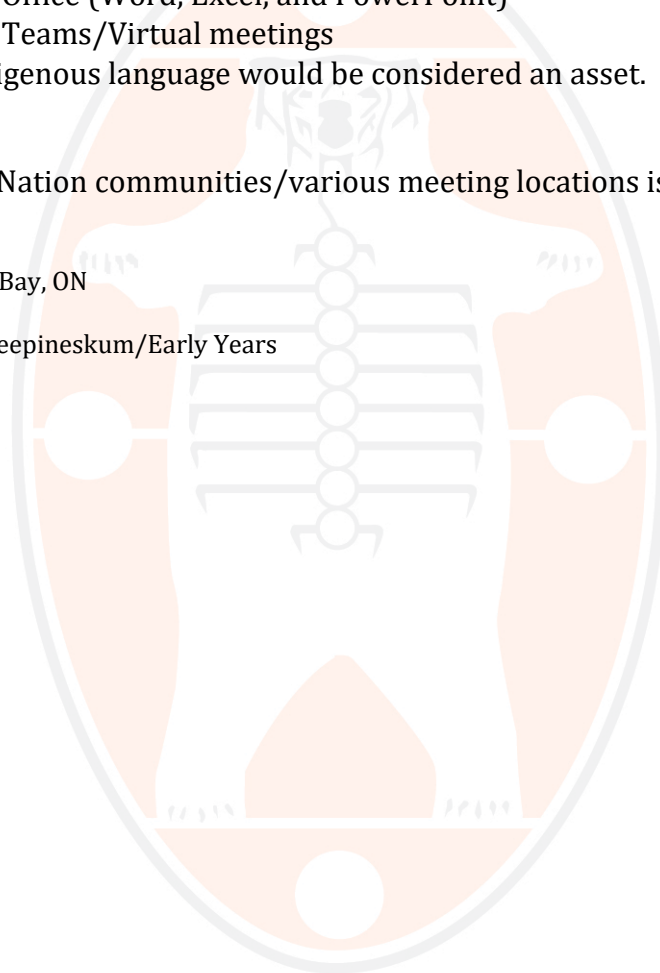 Office (Word, Excel, and PowerPoint)
Teams/Virtual meetings
igenous language would be considered an asset.
Nation communities/various meeting locations is
Bay, ON
eepineskum/Early Years